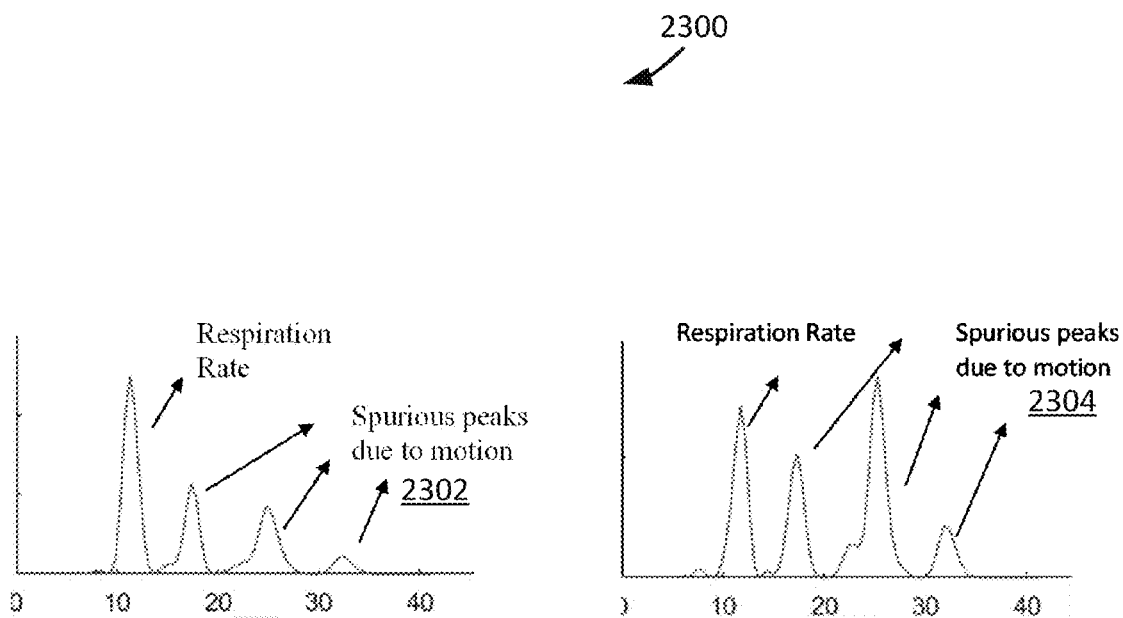 2300
Respiration
Rate
Spurious peaks
due to motion
2302
0 10 20 30 40
Respiration Rate
Spurious peaks
due to motion
2304
10 20 30 40